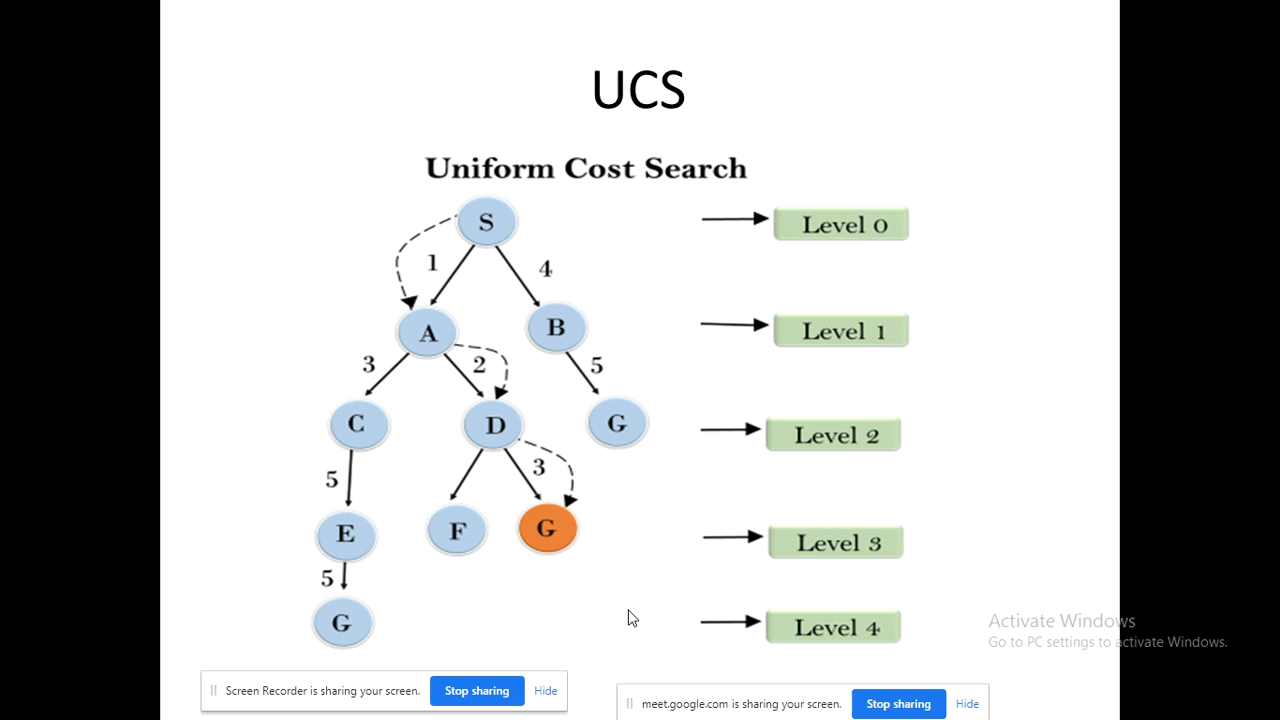 UCS
Uniform Cost Search
S
Level 0
1
4
A
B
Level 1
3
2
5
C
D
G
Level 2
5
3
E
F
G
Level 3
5
G
Level 4
Activate Windows
Go to PC settings to activate Windows.
Screen Recorder is sharing your screen.
Stop sharing
Hide
meet.google.com is sharing your screen.
Stop sharing
Hide